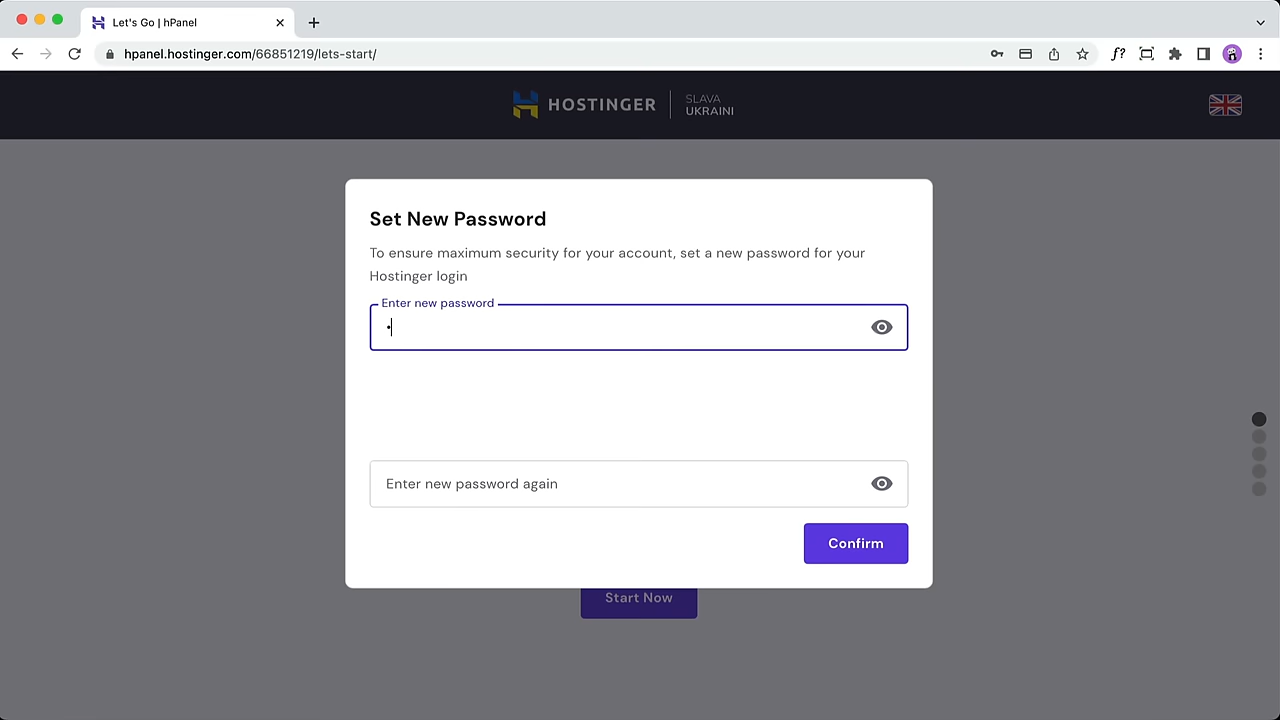 Let's Go | hPanel
hpanel.hostinger.com/66851219/lets-start/
f?
HOSTINGER
SLAVA
UKRAINI
Set New Password
To ensure maximum security for your account, set a new password for your
Hostinger login
Enter new password
•
Enter new password again
Confirm
Start Now